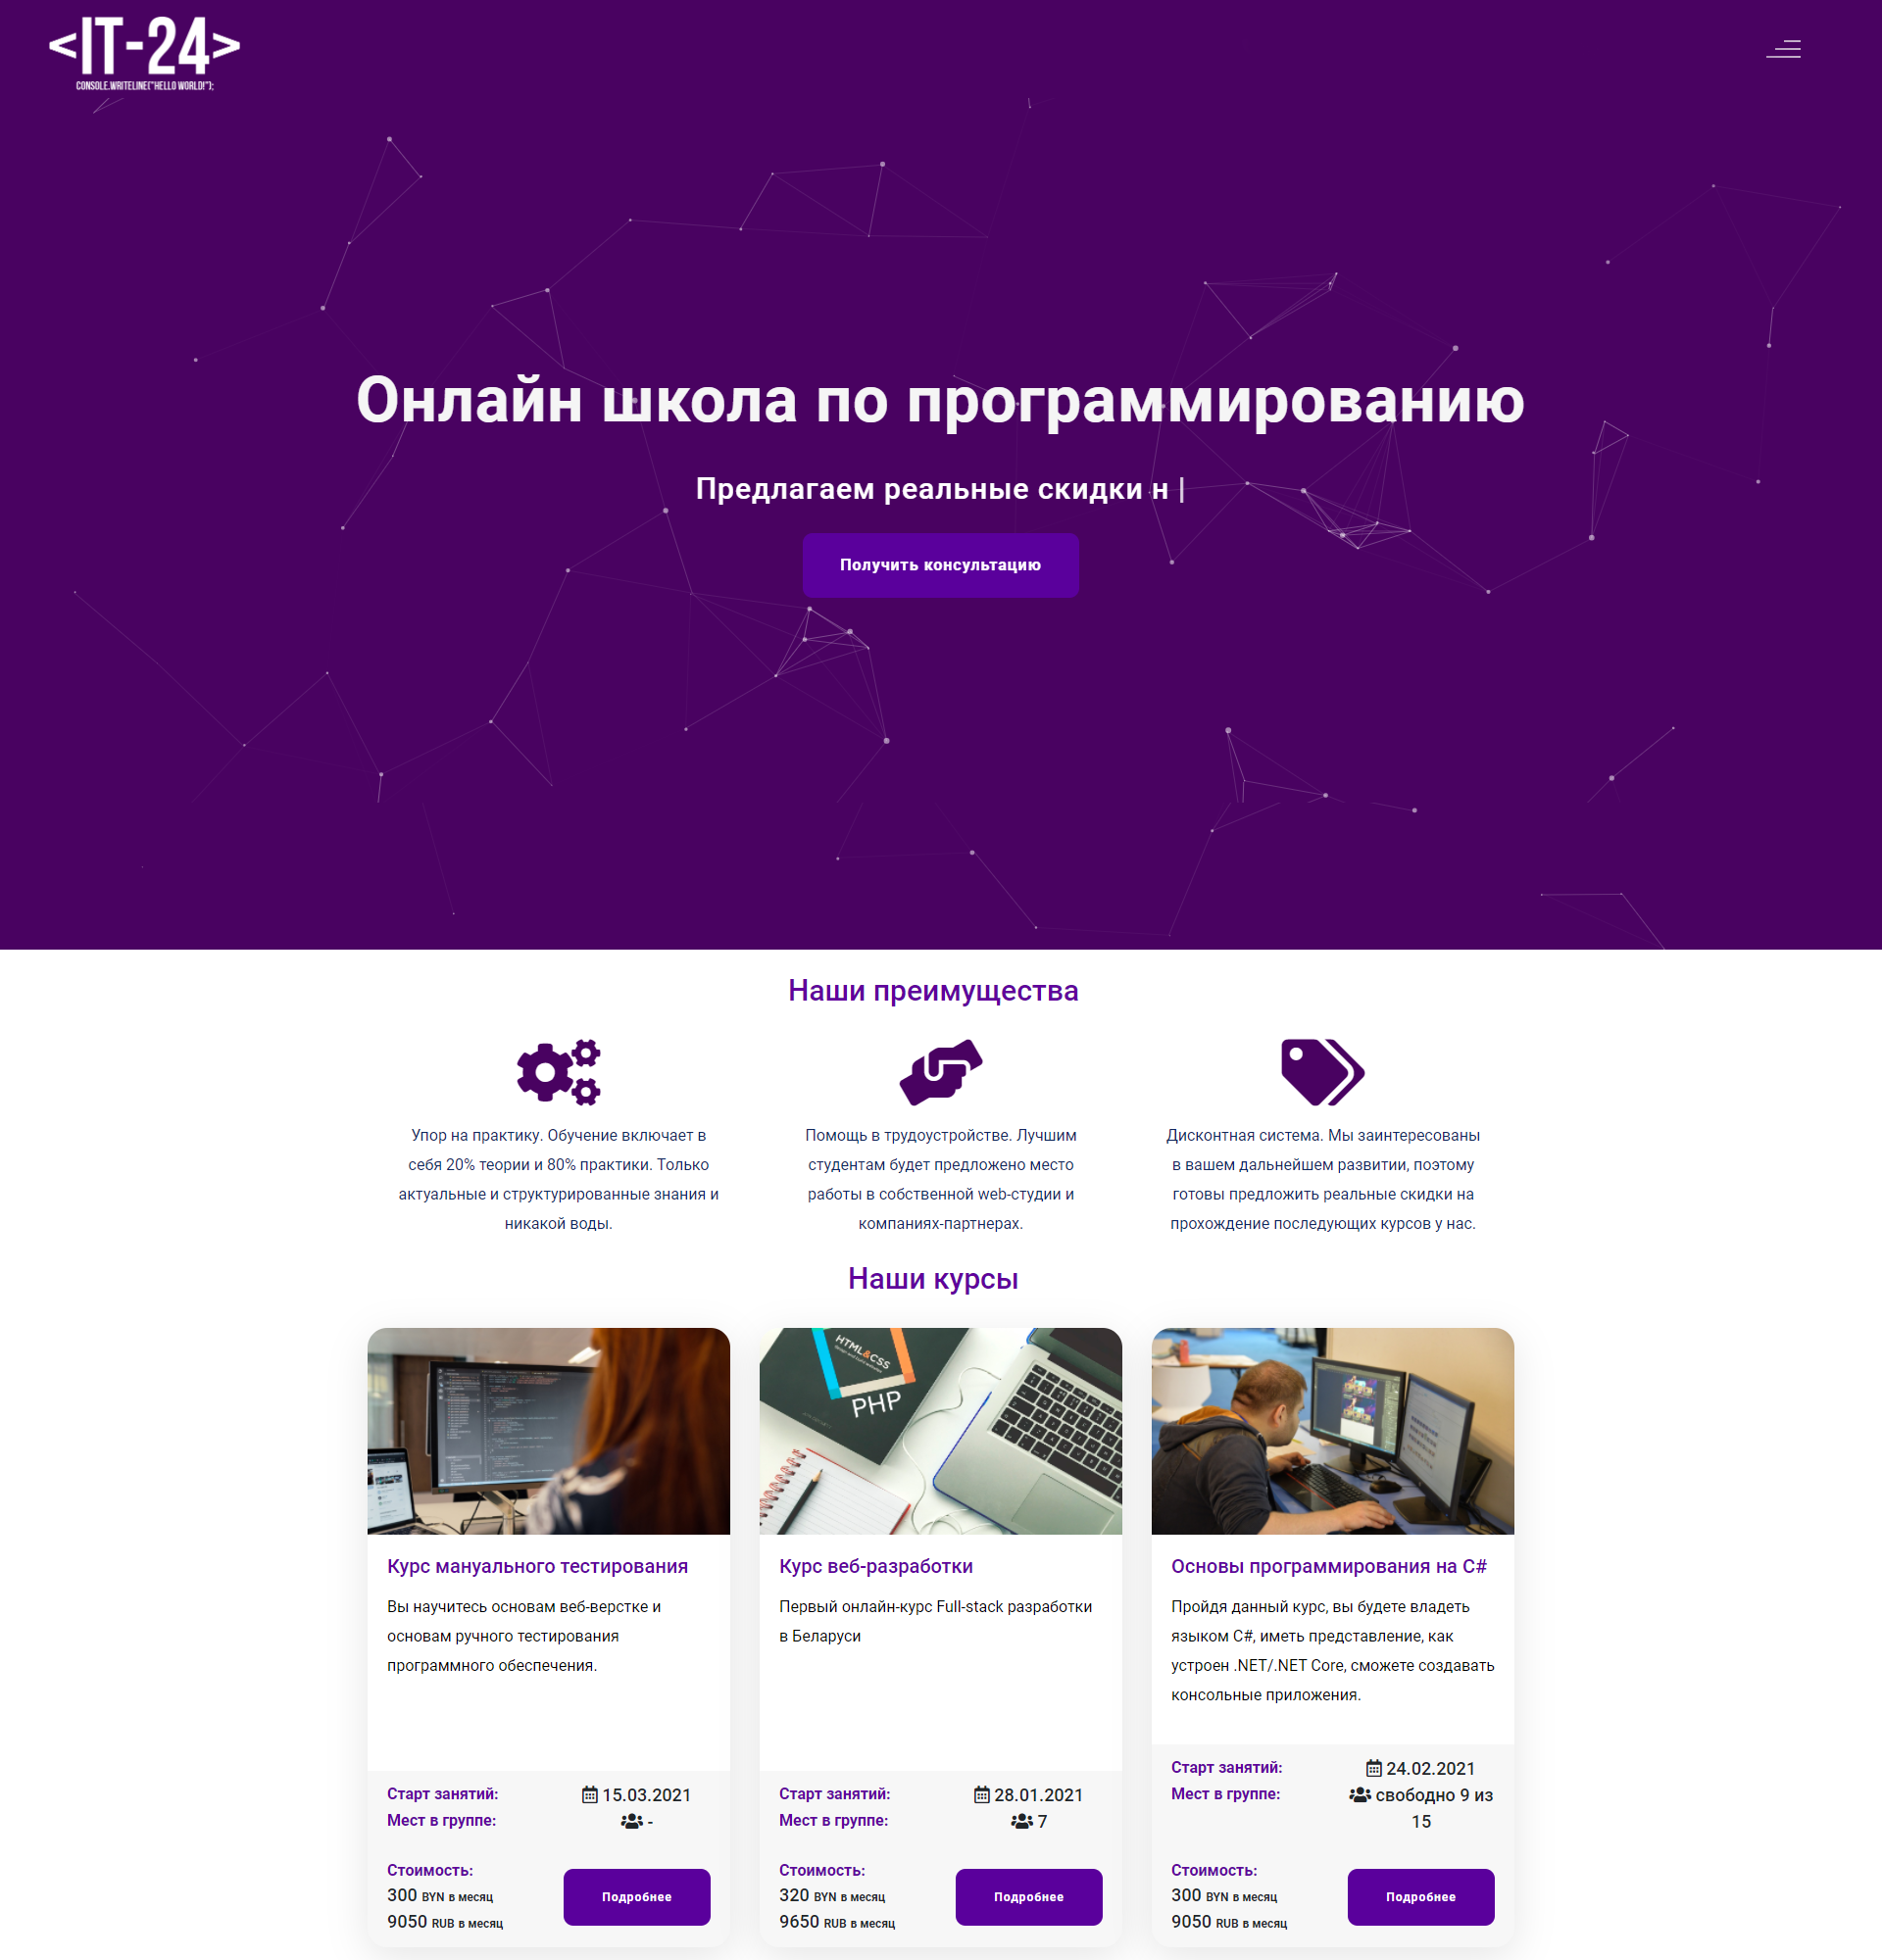 <IT-24>
CONSOLE.WRITELINE("HELLO WORLD!");
Онлайн школа по программированию
Предлагаем реальные скидки н |
Получить консультацию
Наши преимущества
Упор на практику. Обучение включает в
себя 20% теории и 80% практики. Только
актуальные и структурированные знания и
никакой воды.
Помощь в трудоустройстве. Лучшим
студентам будет предложено место
работы в собственной web-студии и
компаниях-партнерах.
Дисконтная система. Мы заинтересованы
в вашем дальнейшем развитии, поэтому
готовы предложить реальные скидки на
прохождение последующих курсов у нас.
Наши курсы
HTML&CSS
PHP
Курс мануального тестирования
Вы научитесь основам веб-верстке и
основам ручного тестирования
программного обеспечения.
Старт занятий: 15.03.2021
Мест в группе: -
Стоимость:
300 BYN в месяц
9050 RUB в месяц
Подробнее
Курс веб-разработки
Первый онлайн-курс Full-stack разработки
в Беларуси
Старт занятий: 28.01.2021
Мест в группе: 7
Стоимость:
320 BYN в месяц
9650 RUB в месяц
Подробнее
Основы программирования на C#
Пройдя данный курс, вы будете владеть
языком C#, иметь представление, как
устроен .NET/.NET Core, сможете создавать
консольные приложения.
Старт занятий: 24.02.2021
Мест в группе: свободно 9 из
15
Стоимость:
300 BYN в месяц
9050 RUB в месяц
Подробнее